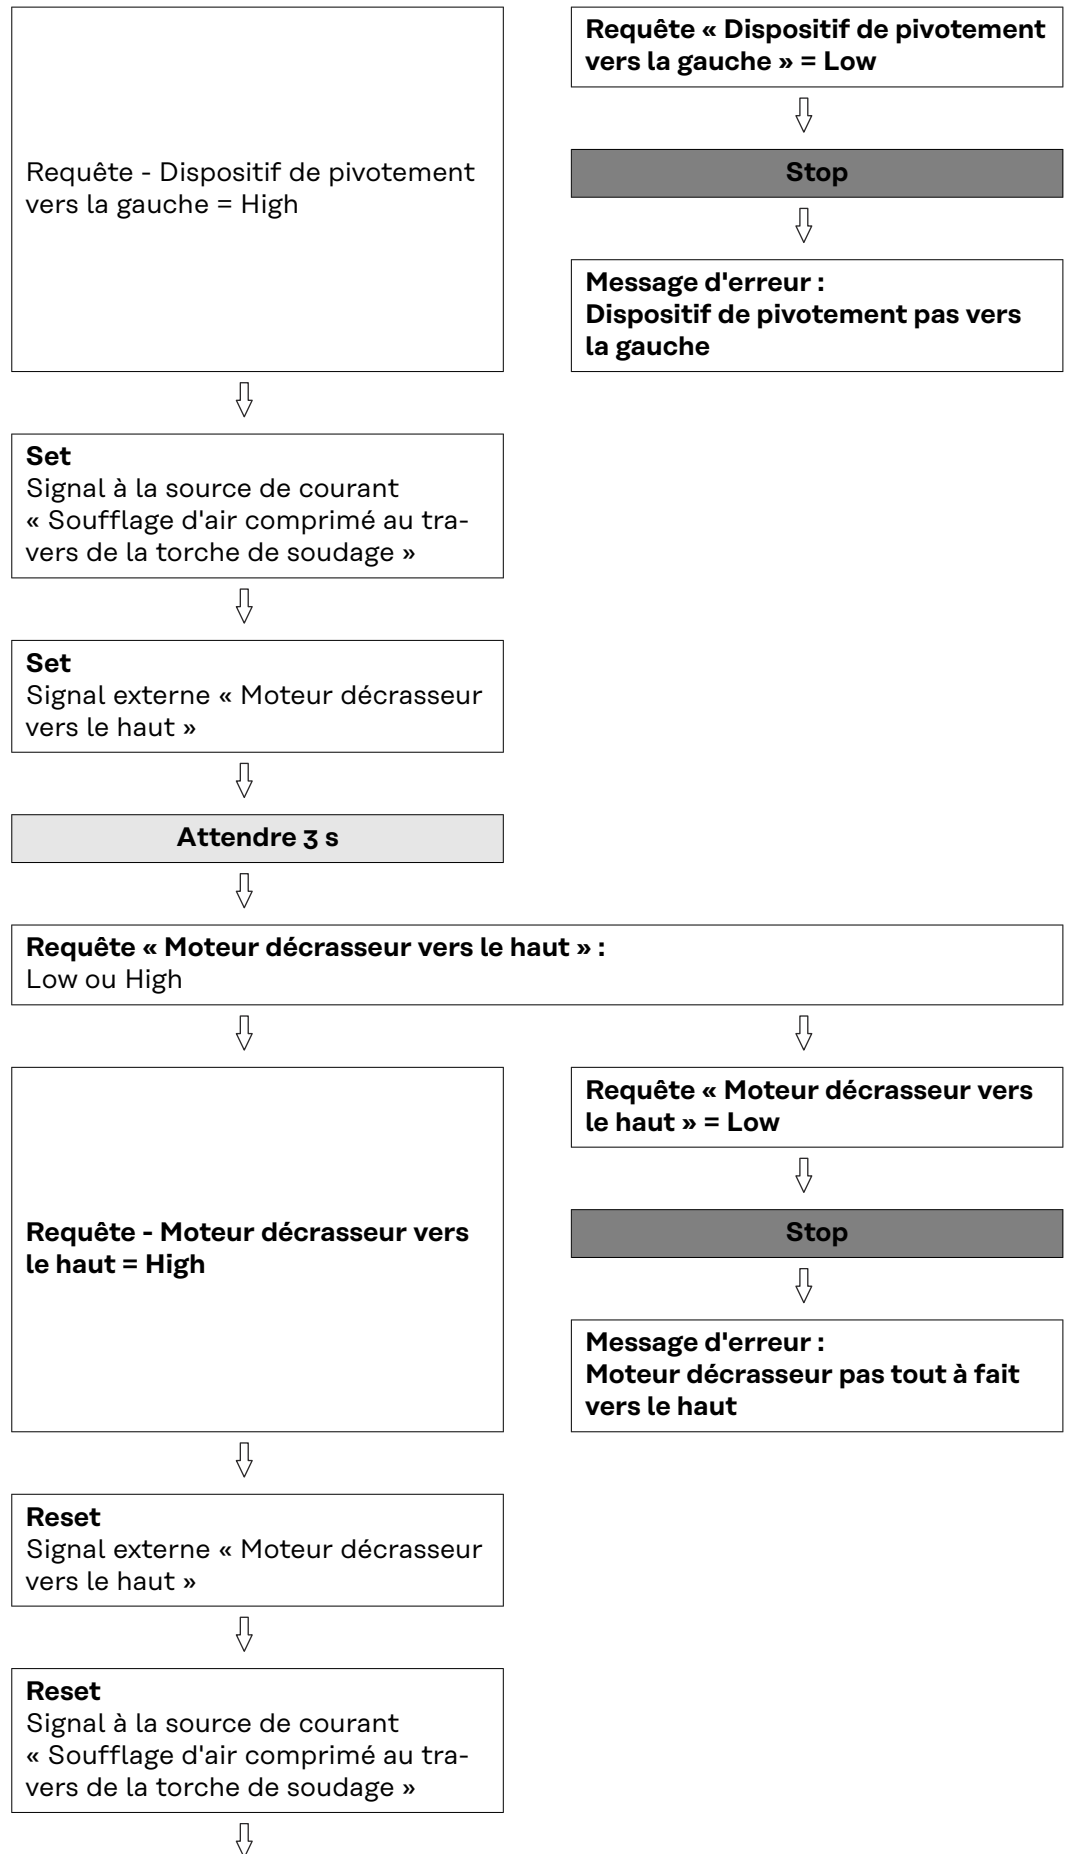 Requête - Dispositif de pivotement
vers la gauche = High
Requête « Dispositif de pivotement
vers la gauche » = Low
Stop
Message d'erreur :
Dispositif de pivotement pas vers
la gauche
Set
Signal à la source de courant
« Soufflage d'air comprimé au tra-
vers de la torche de soudage »
Set
Signal externe « Moteur décrasseur
vers le haut »
Attendre 3 s
Requête « Moteur décrasseur vers le haut » :
Low ou High
Requête - Moteur décrasseur vers
le haut = High
Requête « Moteur décrasseur vers
le haut » = Low
Stop
Message d'erreur :
Moteur décrasseur pas tout à fait
vers le haut
Reset
Signal externe « Moteur décrasseur
vers le haut »
Reset
Signal à la source de courant
« Soufflage d'air comprimé au tra-
vers de la torche de soudage »